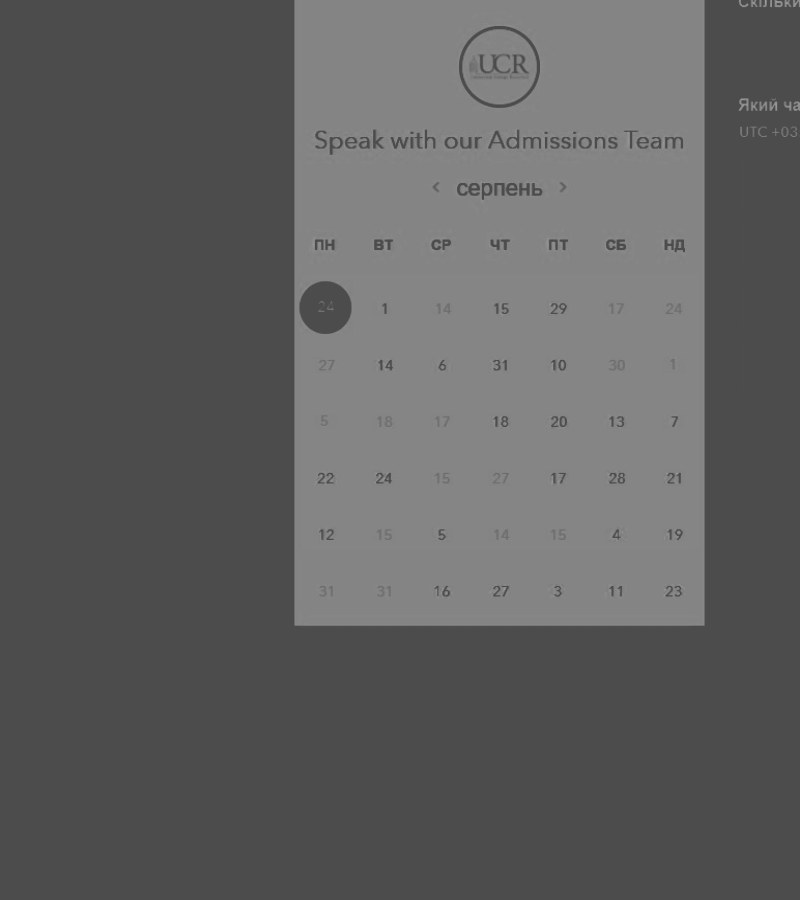 Скільки
UCR
Speak with our Admissions Team
< серпень >
ПН ВТ СР ЧТ ПТ СБ НД
24 1 14 15 29 17 24
27 14 6 31 10 30 1
5 18 17 18 20 13 7
22 24 15 27 17 28 21
12 15 5 14 15 4 19
31 31 16 27 3 11 23
Який ча
UTC +03